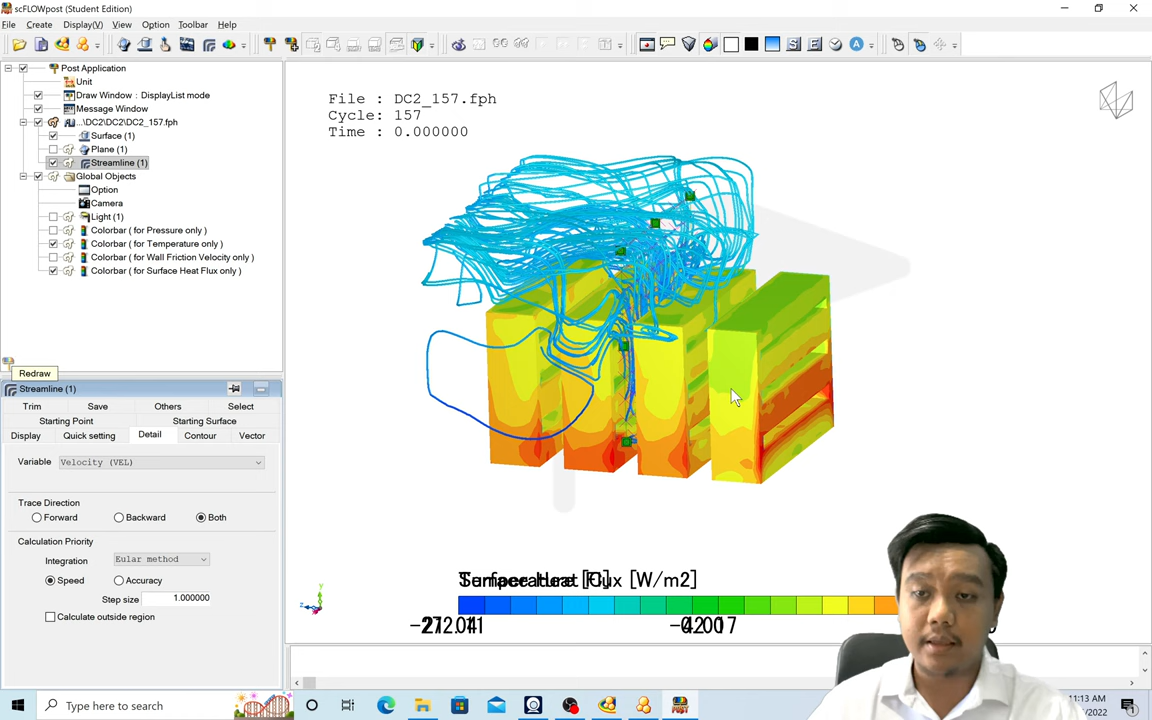 scFLOWpost (Student Edition)
File Create Display(V) View Option Toolbar Help
Post Application
Unit
Draw Window : DisplayList mode
Message Window
...\DC2\DC2\DC2_157.fph
Surface (1)
Plane (1)
Streamline (1)
Global Objects
Option
Camera
Light (1)
Colorbar ( for Pressure only )
Colorbar ( for Temperature only )
Colorbar ( for Wall Friction Velocity only )
Colorbar ( for Surface Heat Flux only )
Redraw
Streamline (1)
Trim Save Others Select
Starting Point Starting Surface
Display Quick setting Detail Contour Vector
Variable Velocity (VEL)
Trace Direction
Forward Backward Both
Calculation Priority
Integration Eular method
Speed Accuracy
Step size 1.000000
Calculate outside region
File : DC2_157.fph
Cycle: 157
Time : 0.000000
Heat Flux [W/m2]
Type here to search
11:13 AM
/2022